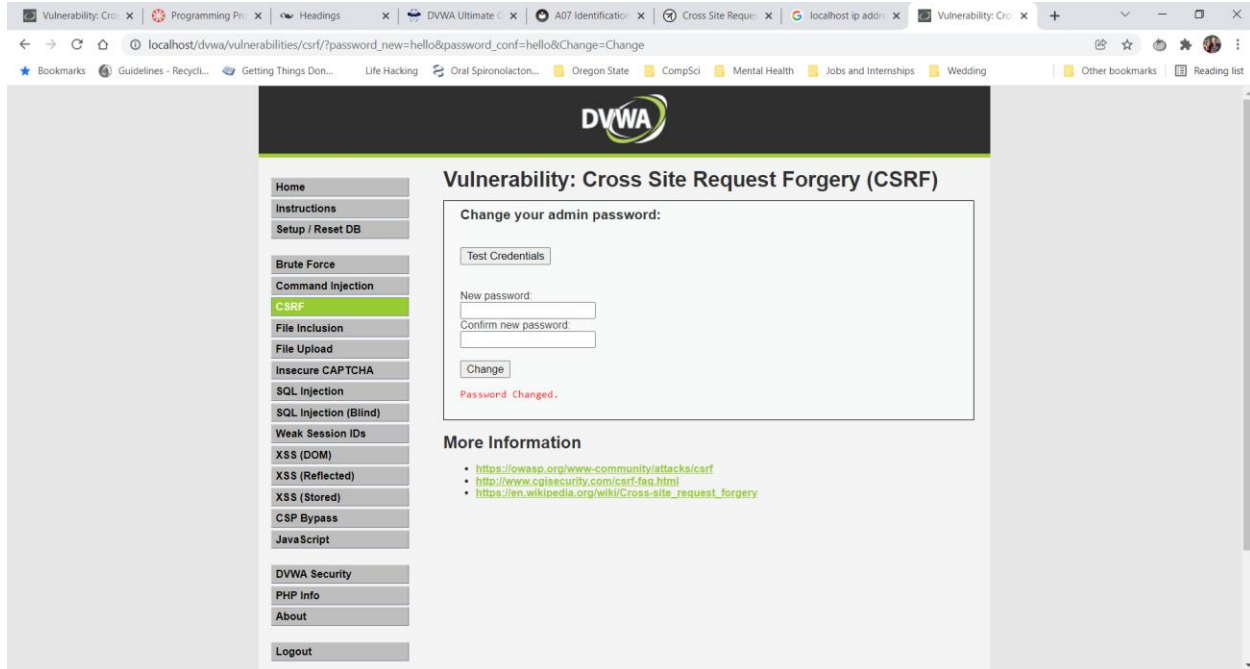 Vulnerability: Cro Programming Pro Headings DVWA Ultimate A07 Identification Cross Site Reque localhost ip addre Vulnerability: Cro
localhost/dvwa/vulnerabilities/csrf/?password_new=hello&password_conf=hello&Change=Change
Bookmarks Guidelines - Recycli... Getting Things Don... Life Hacking Oral Spironolacton... Oregon State CompSci Mental Health Jobs and Internships Wedding Other bookmarks Reading list
DVWA
Home
Instructions
Setup / Reset DB
Brute Force
Command Injection
CSRF
File Inclusion
File Upload
Insecure CAPTCHA
SQL Injection
SQL Injection (Blind)
Weak Session IDs
XSS (DOM)
XSS (Reflected)
XSS (Stored)
CSP Bypass
JavaScript
DVWA Security
PHP Info
About
Logout
Vulnerability: Cross Site Request Forgery (CSRF)
Change your admin password:
Test Credentials
New password:
Confirm new password:
Change
Password Changed.
More Information
https://owasp.org/www-community/attacks/csrf
http://www.cgisecurity.com/csrf-faq.html
https://en.wikipedia.org/wiki/Cross-site_request_forgery